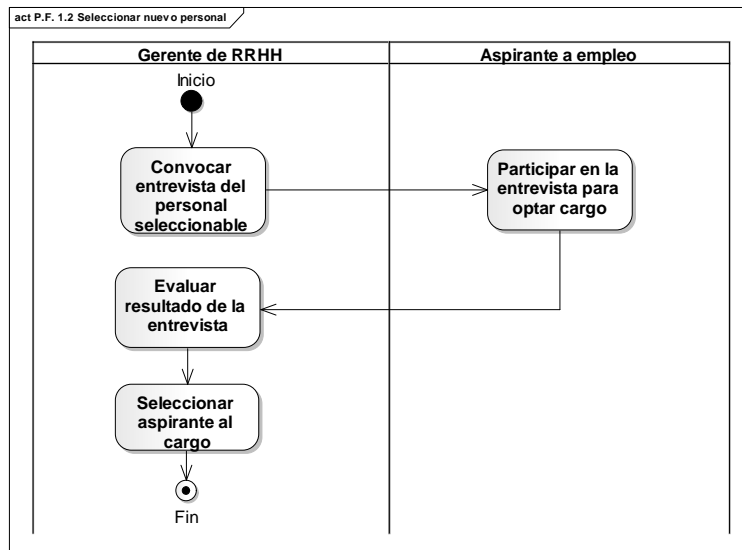 act P.F. 1.2 Seleccionar nuevo personal
Gerente de RRHH
Aspirante a empleo
Inicio
Convocar
entrevista del
personal
seleccionable
Participar en la
entrevista para
optar cargo
Evaluar
resultado de la
entrevista
Seleccionar
aspirante al
cargo
Fin